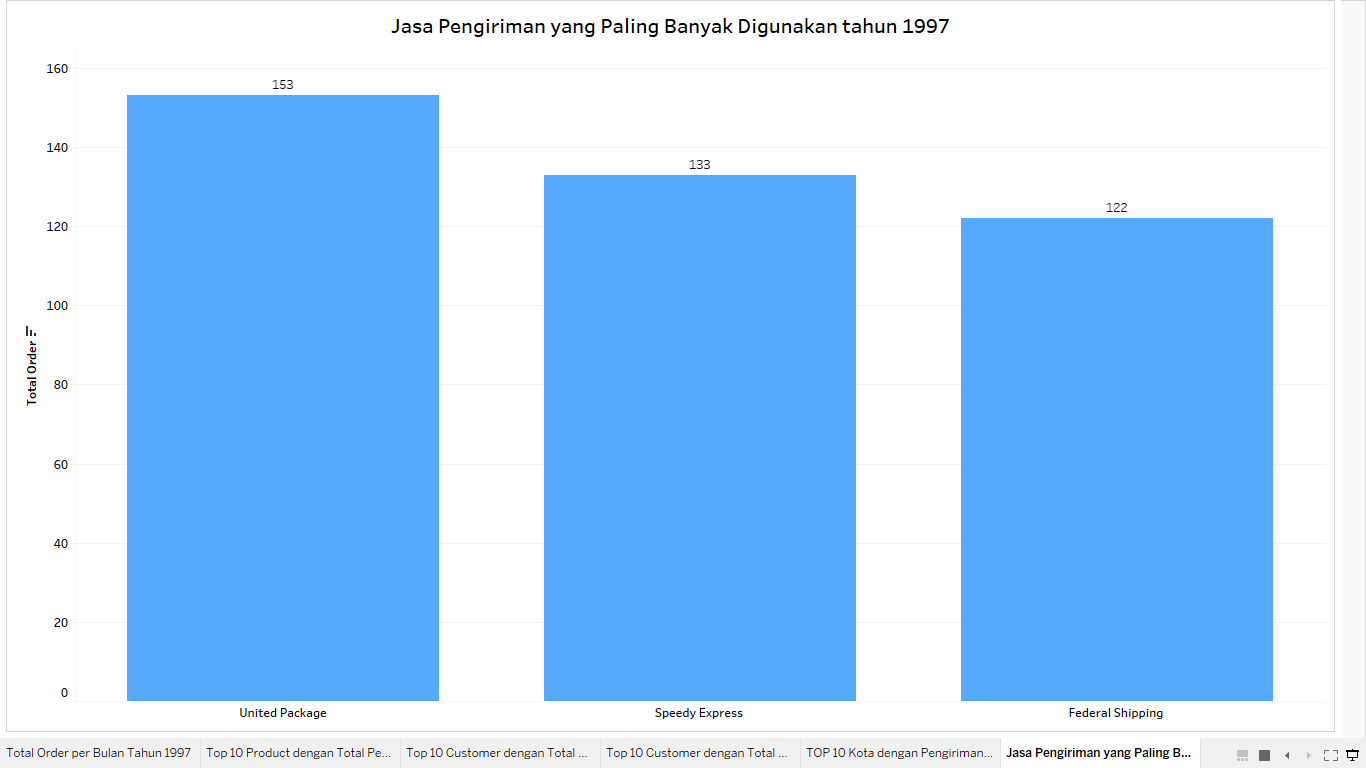 Jasa Pengiriman yang Paling Banyak Digunakan tahun 1997
160
140
120
100
80
60
40
20
0
Total Order
153
133
122
United Package
Speedy Express
Federal Shipping
Total Order per Bulan Tahun 1997
Top 10 Product dengan Total Pe...
Top 10 Customer dengan Total ...
Top 10 Customer dengan Total ...
TOP 10 Kota dengan Pengiriman...
Jasa Pengiriman yang Paling B...